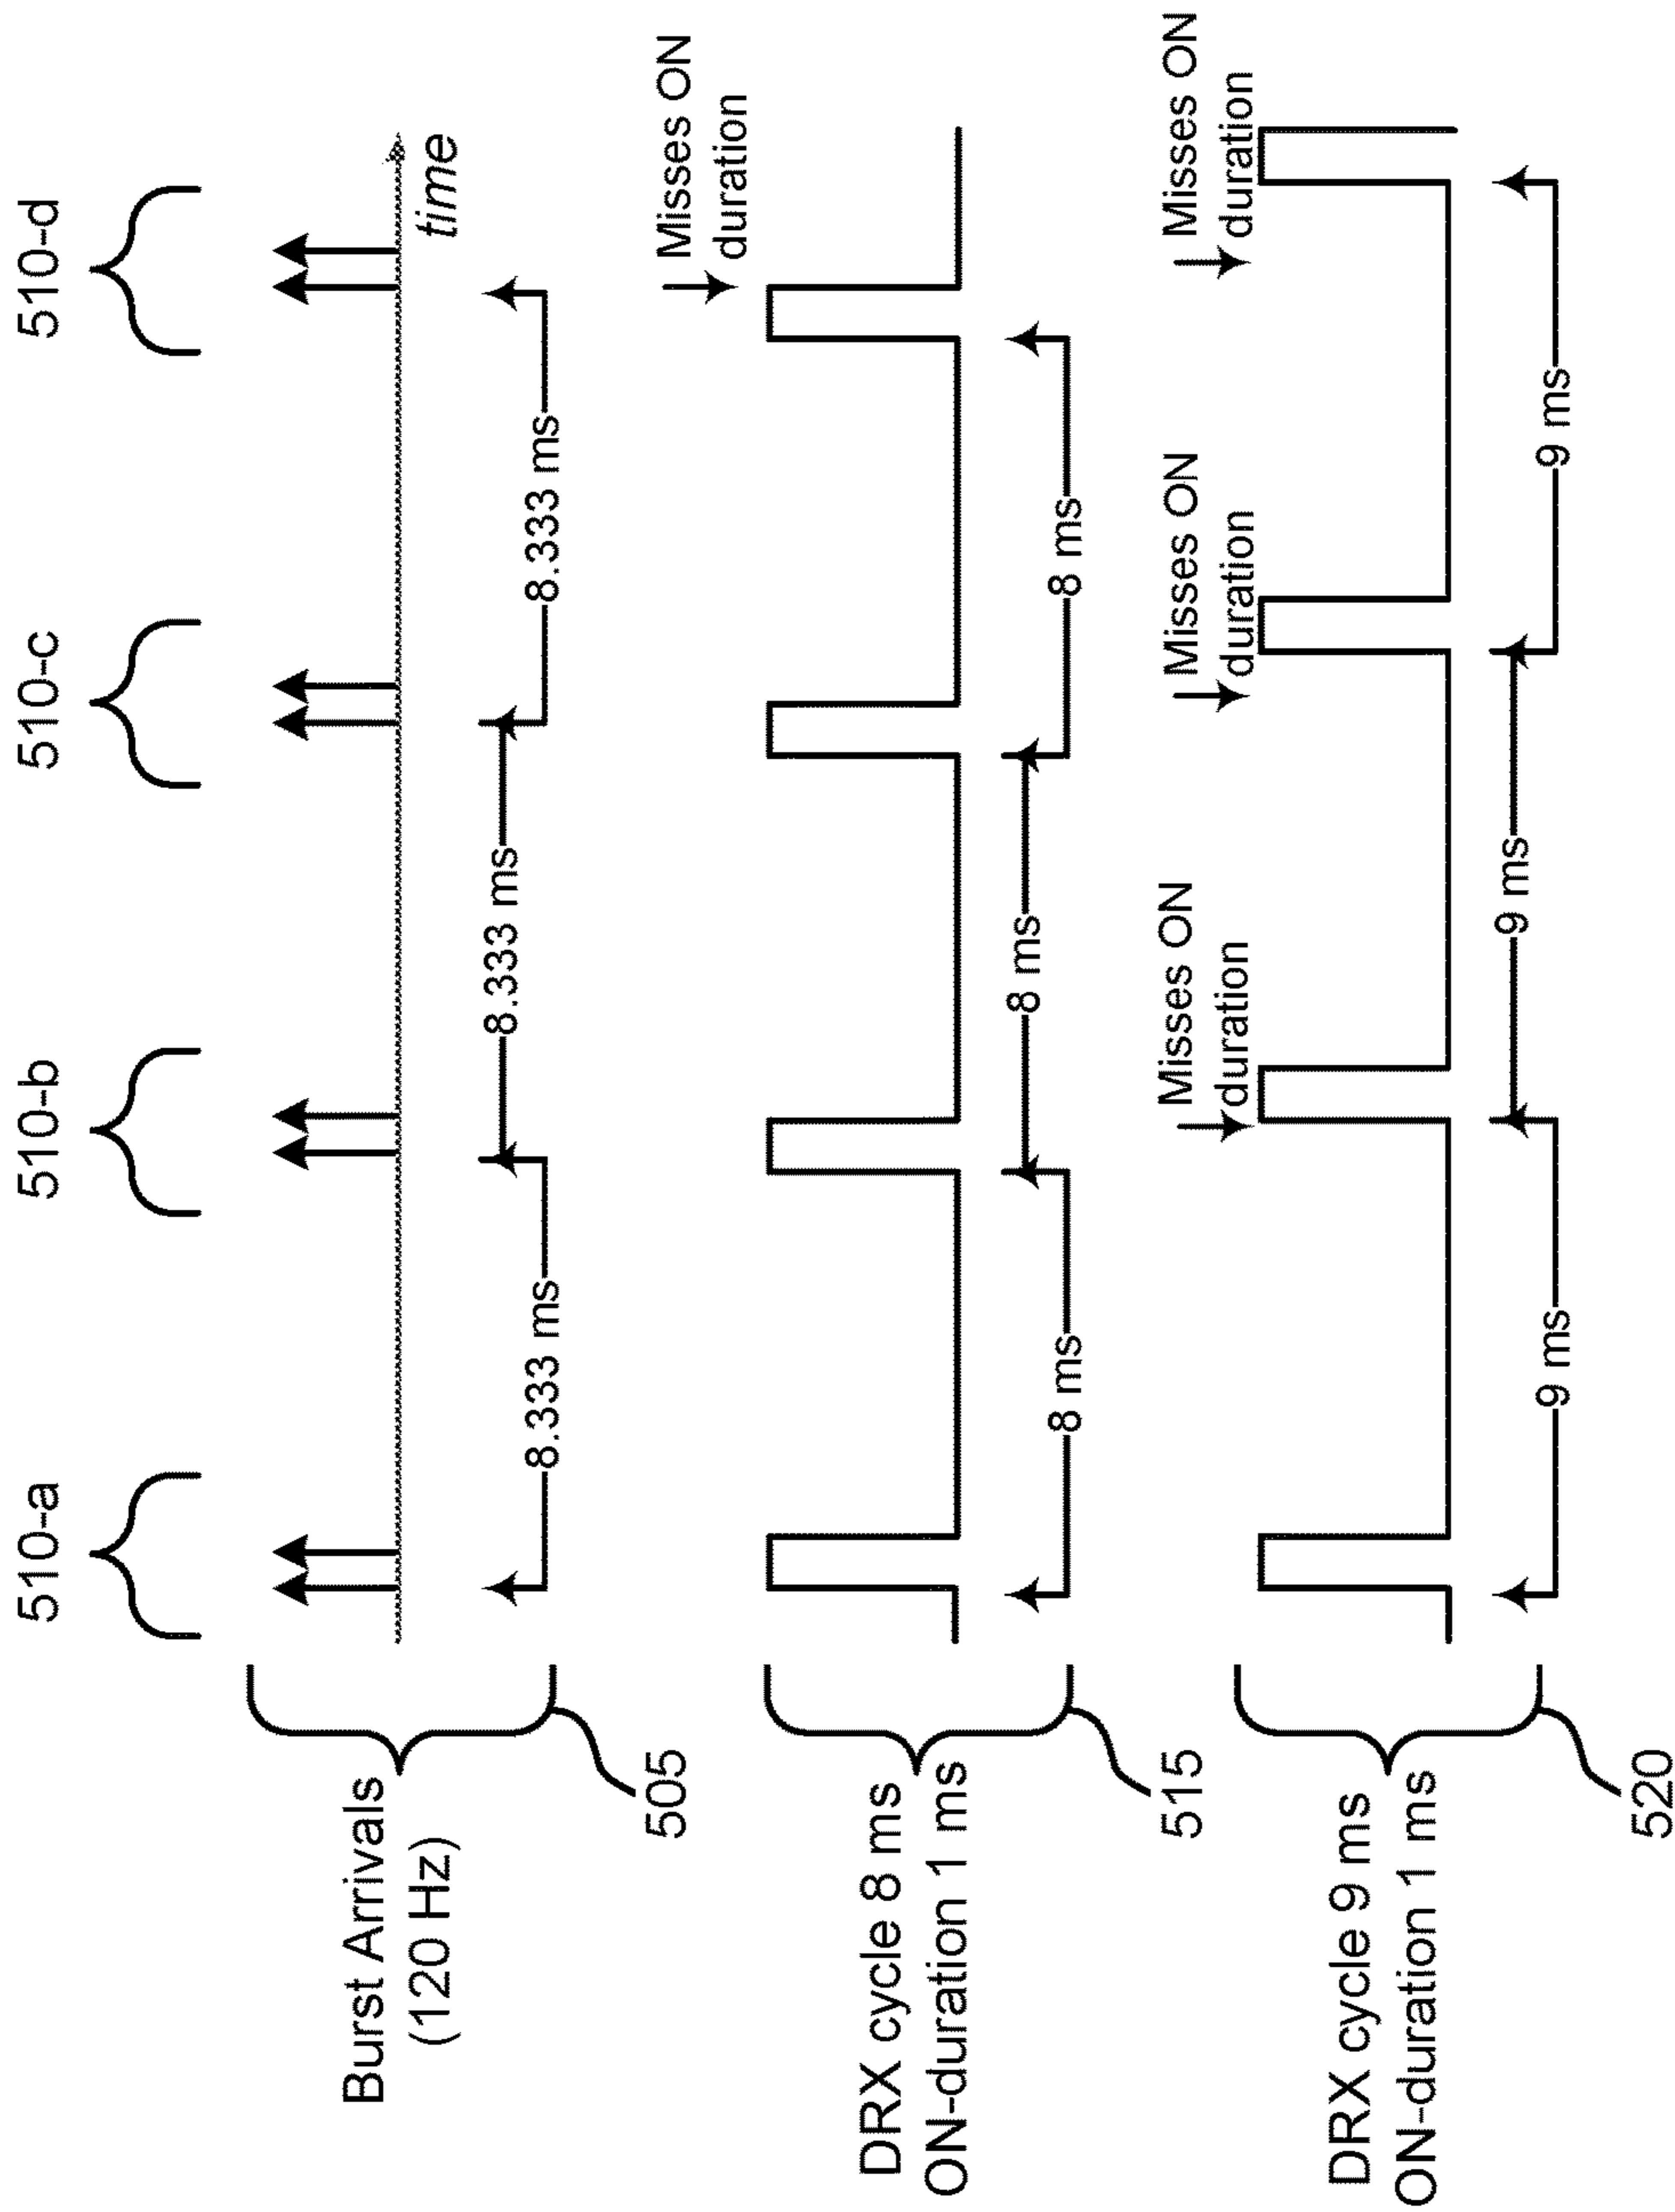 510-a
510-b
510-c
510-d
Burst Arrivals
(120 Hz)
505
time
8.333 ms
8.333 ms
8.333 ms
DRX cycle 8 ms
ON-duration 1 ms
515
Misses ON
duration
8 ms
8 ms
8 ms
DRX cycle 9 ms
ON-duration 1 ms
520
Misses ON
duration
Misses ON
duration
Misses ON
duration
9 ms
9 ms
9 ms